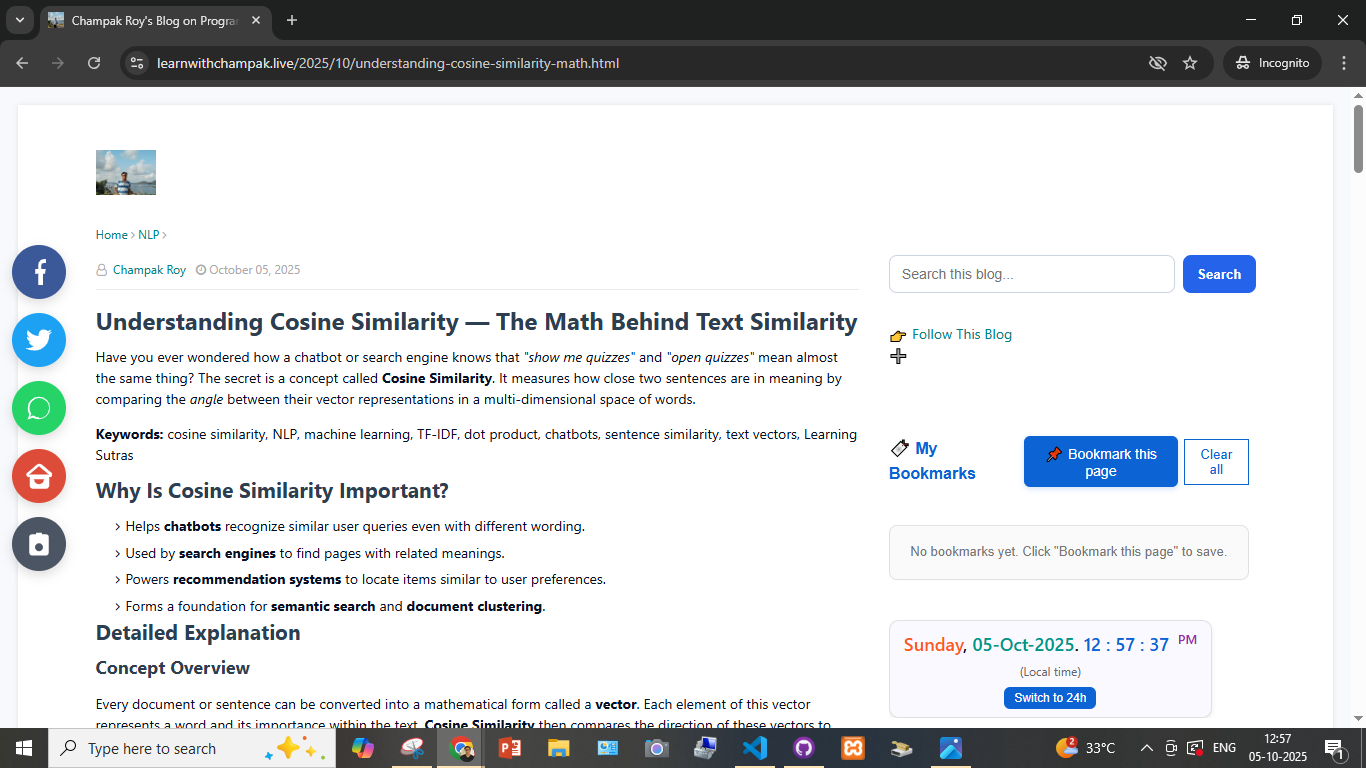 Champak Roy's Blog on Progra
learnwithchampak.live/2025/10/understanding-cosine-similarity-math.html
Incognito
Home › NLP ›
Champak Roy October 05, 2025
Search this blog...
Search
Understanding Cosine Similarity — The Math Behind Text Similarity
Have you ever wondered how a chatbot or search engine knows that "show me quizzes" and "open quizzes" mean almost
the same thing? The secret is a concept called Cosine Similarity. It measures how close two sentences are in meaning by
comparing the angle between their vector representations in a multi-dimensional space of words.
Keywords: cosine similarity, NLP, machine learning, TF-IDF, dot product, chatbots, sentence similarity, text vectors, Learning
Sutras
Why Is Cosine Similarity Important?
› Helps chatbots recognize similar user queries even with different wording.
› Used by search engines to find pages with related meanings.
› Powers recommendation systems to locate items similar to user preferences.
› Forms a foundation for semantic search and document clustering.
Detailed Explanation
Concept Overview
Every document or sentence can be converted into a mathematical form called a vector. Each element of this vector
represents a word and its importance within the text. Cosine Similarity then compares the direction of these vectors to
👉 Follow This Blog
➕
My
Bookmarks
📌 Bookmark this
page
Clear
all
No bookmarks yet. Click "Bookmark this page" to save.
Sunday, 05-Oct-2025. 12 : 57 : 37 PM
(Local time)
Switch to 24h
Type here to search
2
33°C
ENG
12:57
05-10-2025
1